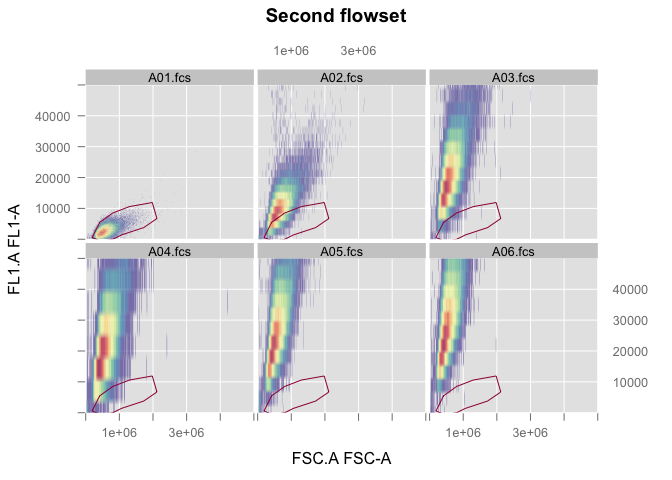 Second flowset
1e+06 3e+06
A01.fcs A02.fcs A03.fcs
40000
30000
20000
10000
FL1.A FL1-A
A04.fcs A05.fcs A06.fcs
40000
30000
20000
10000
1e+06 3e+06 1e+06 3e+06
FSC.A FSC-A